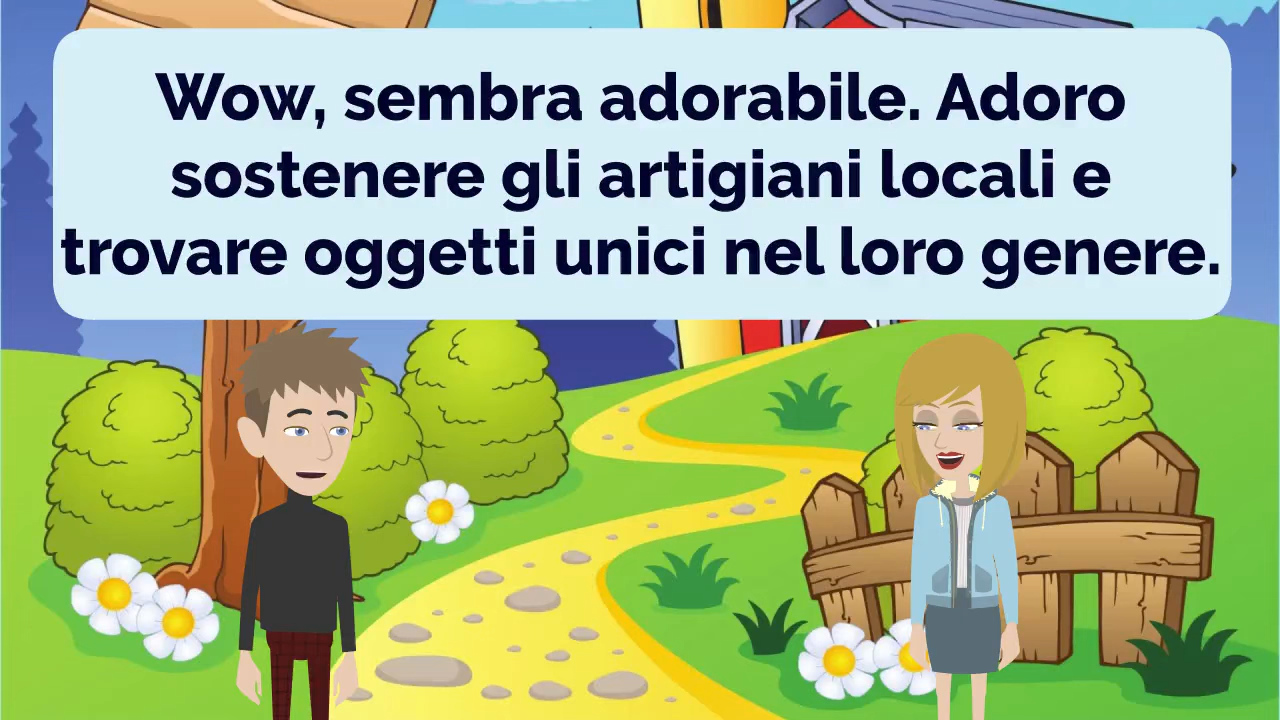 Wow, sembra adorabile. Adoro
sostenere gli artigiani locali e
trovare oggetti unici nel loro genere.